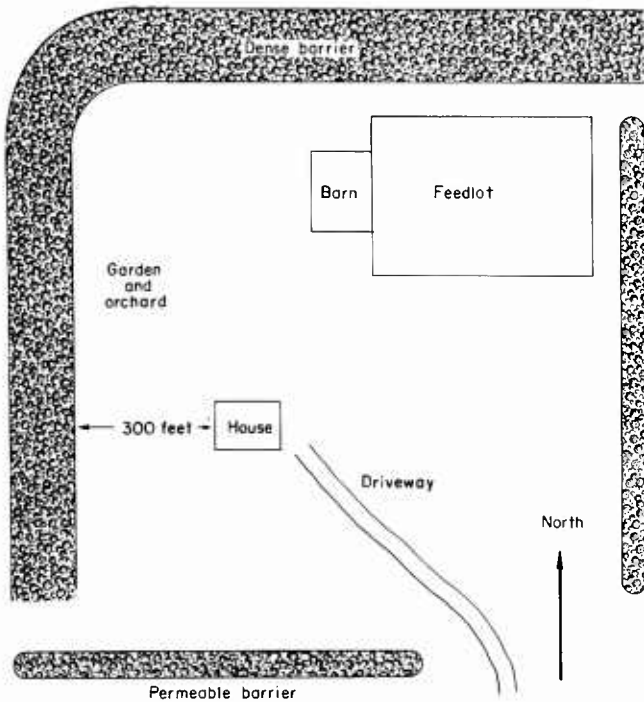 Dense barrier
Barn
Feedlot
Garden
and
orchard
300 feet
House
Driveway
North
Permeable barrier